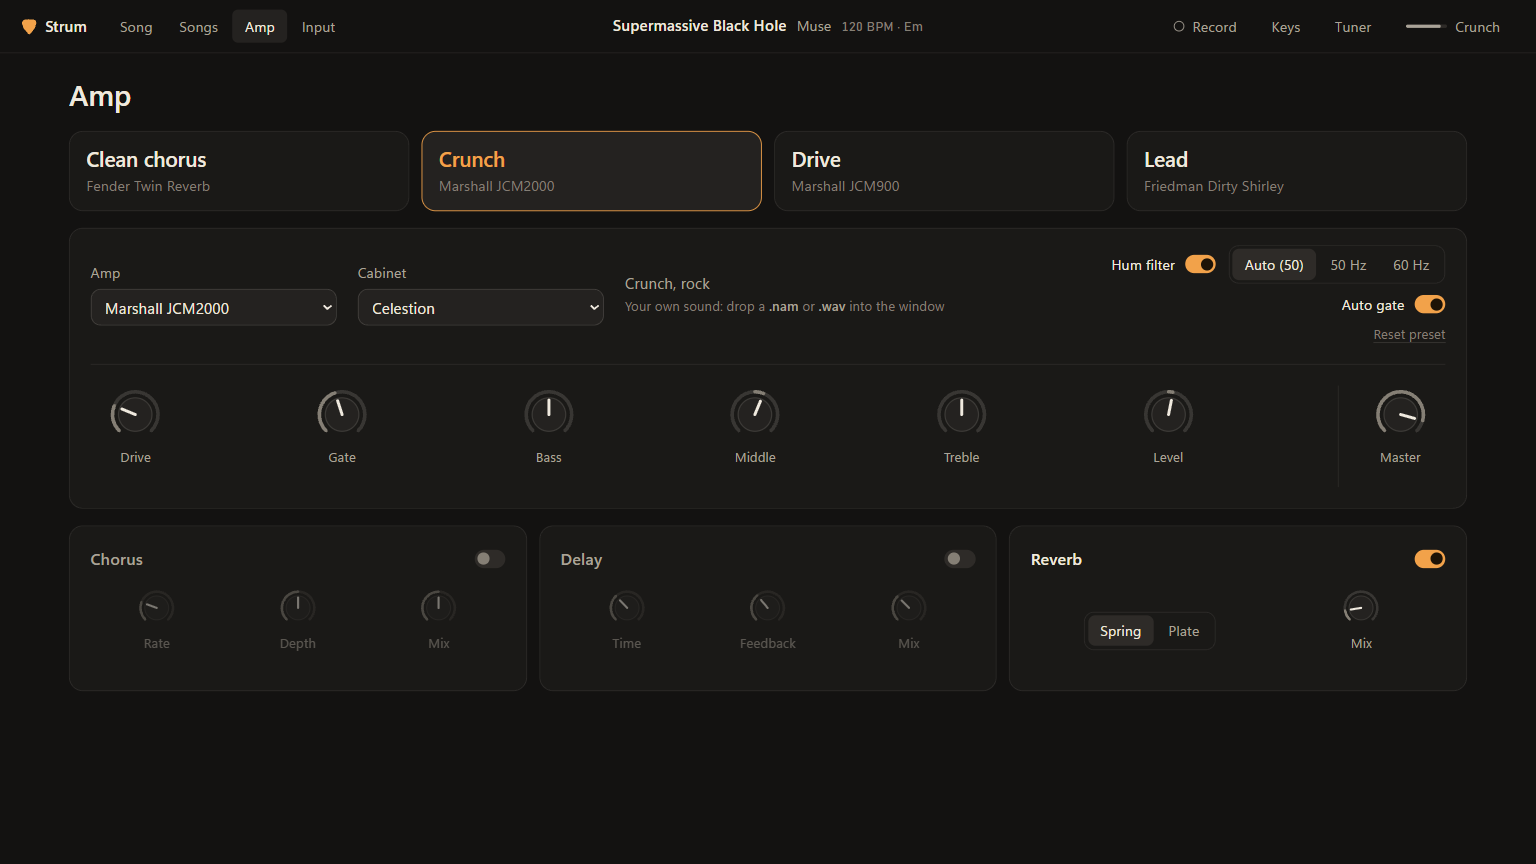 Strum
Song
Songs
Amp
Input
Supermassive Black Hole Muse 120 BPM · Em
Record
Keys
Tuner
Crunch
Amp
Clean chorus
Fender Twin Reverb
Crunch
Marshall JCM2000
Drive
Marshall JCM900
Lead
Friedman Dirty Shirley
Amp
Marshall JCM2000
Cabinet
Celestion
Crunch, rock
Your own sound: drop a .nam or .wav into the window
Hum filter
Auto (50)
50 Hz
60 Hz
Auto gate
Reset preset
Drive
Gate
Bass
Middle
Treble
Level
Master
Chorus
Rate
Depth
Mix
Delay
Time
Feedback
Mix
Reverb
Spring
Plate
Mix